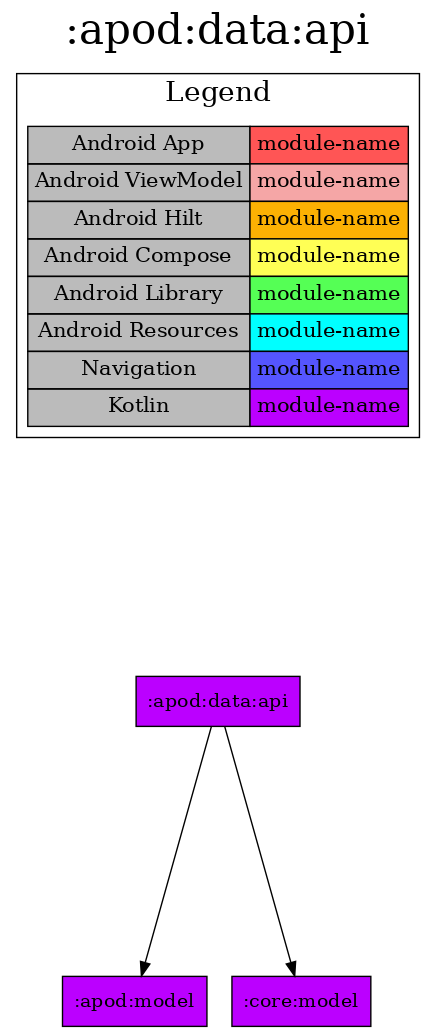 :apod:data:api
Legend
Android App module-name
Android ViewModel module-name
Android Hilt module-name
Android Compose module-name
Android Library module-name
Android Resources module-name
Navigation module-name
Kotlin module-name
:apod:data:api
:apod:model :core:model